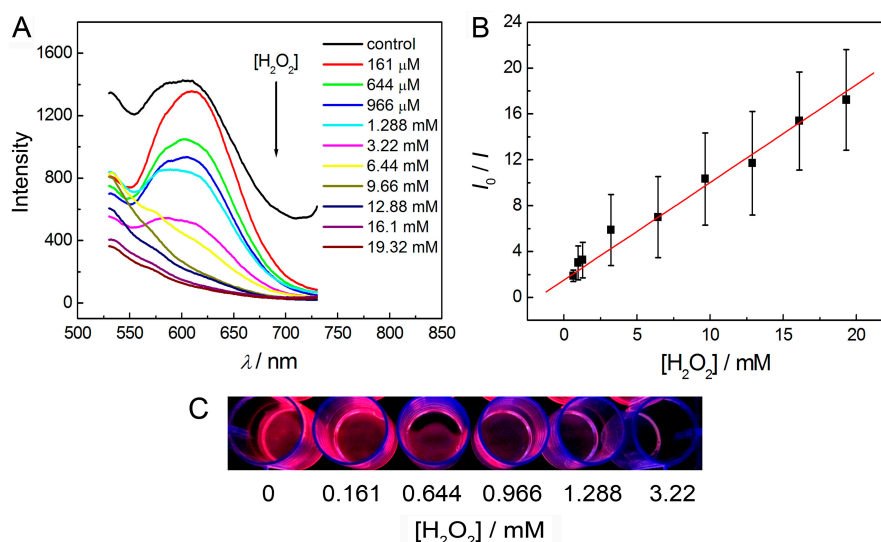 A
1600
1200
800
400
0
Intensity
500 550 600 650 700 750 800 850
λ / nm
[H₂O₂]
control
161 μM
644 μM
966 μM
1.288 mM
3.22 mM
6.44 mM
9.66 mM
12.88 mM
16.1 mM
19.32 mM
B
24
20
16
12
8
4
0
I₀ / I
0 5 10 15 20
[H₂O₂] / mM
C
0 0.161 0.644 0.966 1.288 3.22
[H₂O₂] / mM